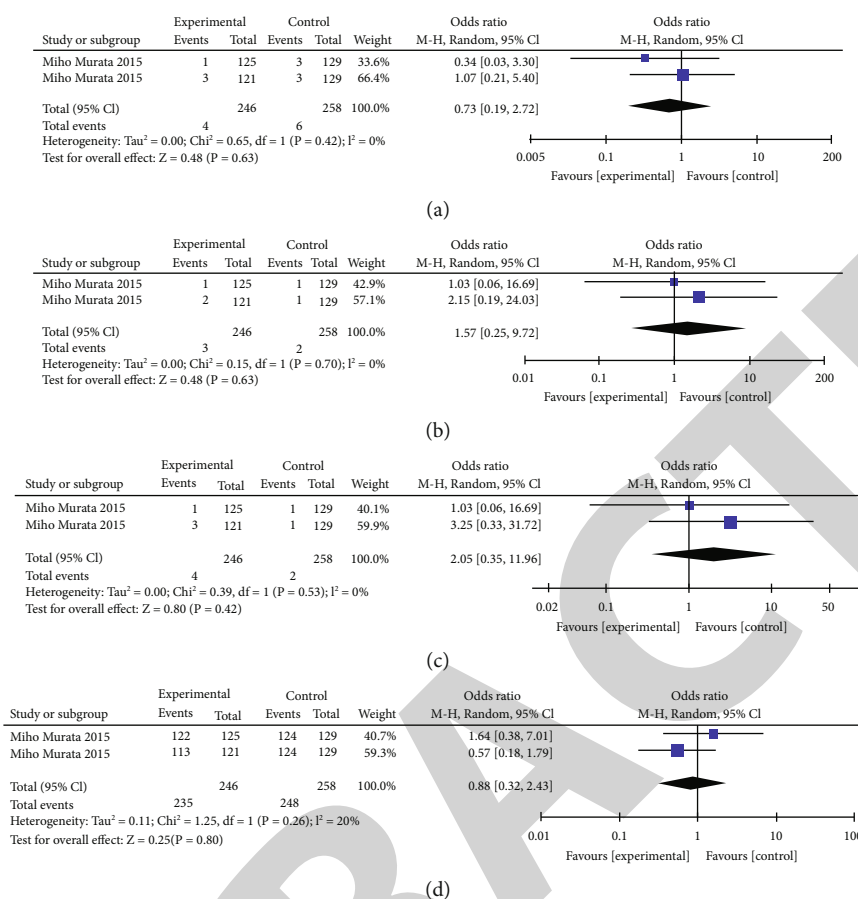 Experimental Control Odds ratio Odds ratio
Study or subgroup Events Total Events Total Weight M-H, Random, 95% Cl M-H, Random, 95% Cl
Miho Murata 2015 1 125 3 129 33.6% 0.34 [0.03, 3.30]
Miho Murata 2015 3 121 3 129 66.4% 1.07 [0.21, 5.40]
Total (95% Cl) 246 258 100.0% 0.73 [0.19, 2.72]
Total events 4 6
Heterogeneity: Tau² = 0.00; Chi² = 0.65, df = 1 (P = 0.42); l² = 0%
Test for overall effect: Z = 0.48 (P = 0.63)
0.005 0.1 1 10 200
Favours [experimental] Favours [control]
(a)
Experimental Control Odds ratio Odds ratio
Study or subgroup Events Total Events Total Weight M-H, Random, 95% Cl M-H, Random, 95% Cl
Miho Murata 2015 1 125 1 129 42.9% 1.03 [0.06, 16.69]
Miho Murata 2015 2 121 1 129 57.1% 2.15 [0.19, 24.03]
Total (95% Cl) 246 258 100.0% 1.57 [0.25, 9.72]
Total events 3 2
Heterogeneity: Tau² = 0.00; Chi² = 0.15, df = 1 (P = 0.70); l² = 0%
Test for overall effect: Z = 0.48 (P = 0.63)
0.01 0.1 1 10 200
Favours [experimental] Favours [control]
(b)
Experimental Control Odds ratio Odds ratio
Study or subgroup Events Total Events Total Weight M-H, Random, 95% Cl M-H, Random, 95% Cl
Miho Murata 2015 1 125 1 129 40.1% 1.03 [0.06, 16.69]
Miho Murata 2015 3 121 1 129 59.9% 3.25 [0.33, 31.72]
Total (95% Cl) 246 258 100.0% 2.05 [0.35, 11.96]
Total events 4 2
Heterogeneity: Tau² = 0.00; Chi² = 0.39, df = 1 (P = 0.53); l² = 0%
Test for overall effect: Z = 0.80 (P = 0.42)
0.02 0.1 1 10 50
Favours [experimental] Favours [control]
(c)
Experimental Control Odds ratio Odds ratio
Study or subgroup Events Total Events Total Weight M-H, Random, 95% Cl M-H, Random, 95% Cl
Miho Murata 2015 122 125 124 129 40.7% 1.64 [0.38, 7.01]
Miho Murata 2015 113 121 124 129 59.3% 0.57 [0.18, 1.79]
Total (95% Cl) 246 258 100.0% 0.88 [0.32, 2.43]
Total events 235 248
Heterogeneity: Tau² = 0.11; Chi² = 1.25, df = 1 (P = 0.26); l² = 20%
Test for overall effect: Z = 0.25(P = 0.80)
0.01 0.1 1 10
Favours [experimental] Favours [control]
(d)